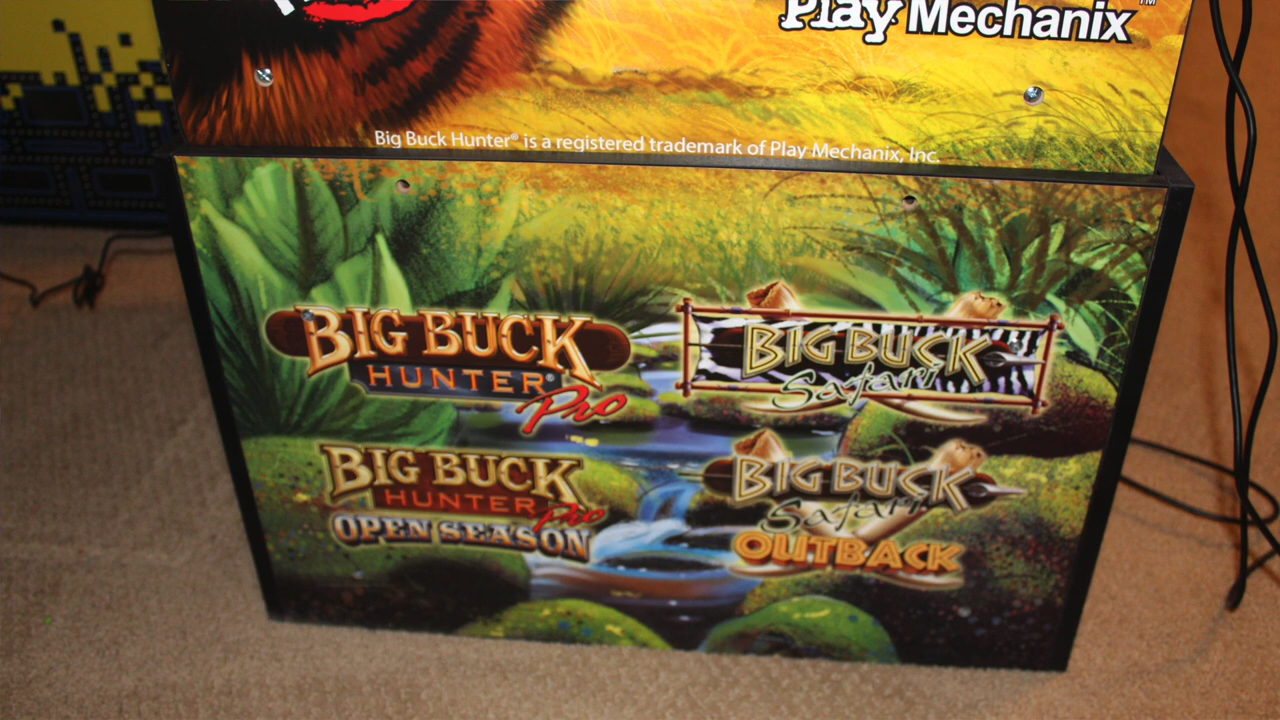 Play Mechanix™
Big Buck Hunter® is a registered trademark of Play Mechanix, Inc.
BIG BUCK
HUNTER®
Pro
BIG BUCK
Safari
BIG BUCK
HUNTER
Pro
OPEN SEASON
BIG BUCK
Safari
OUTBACK